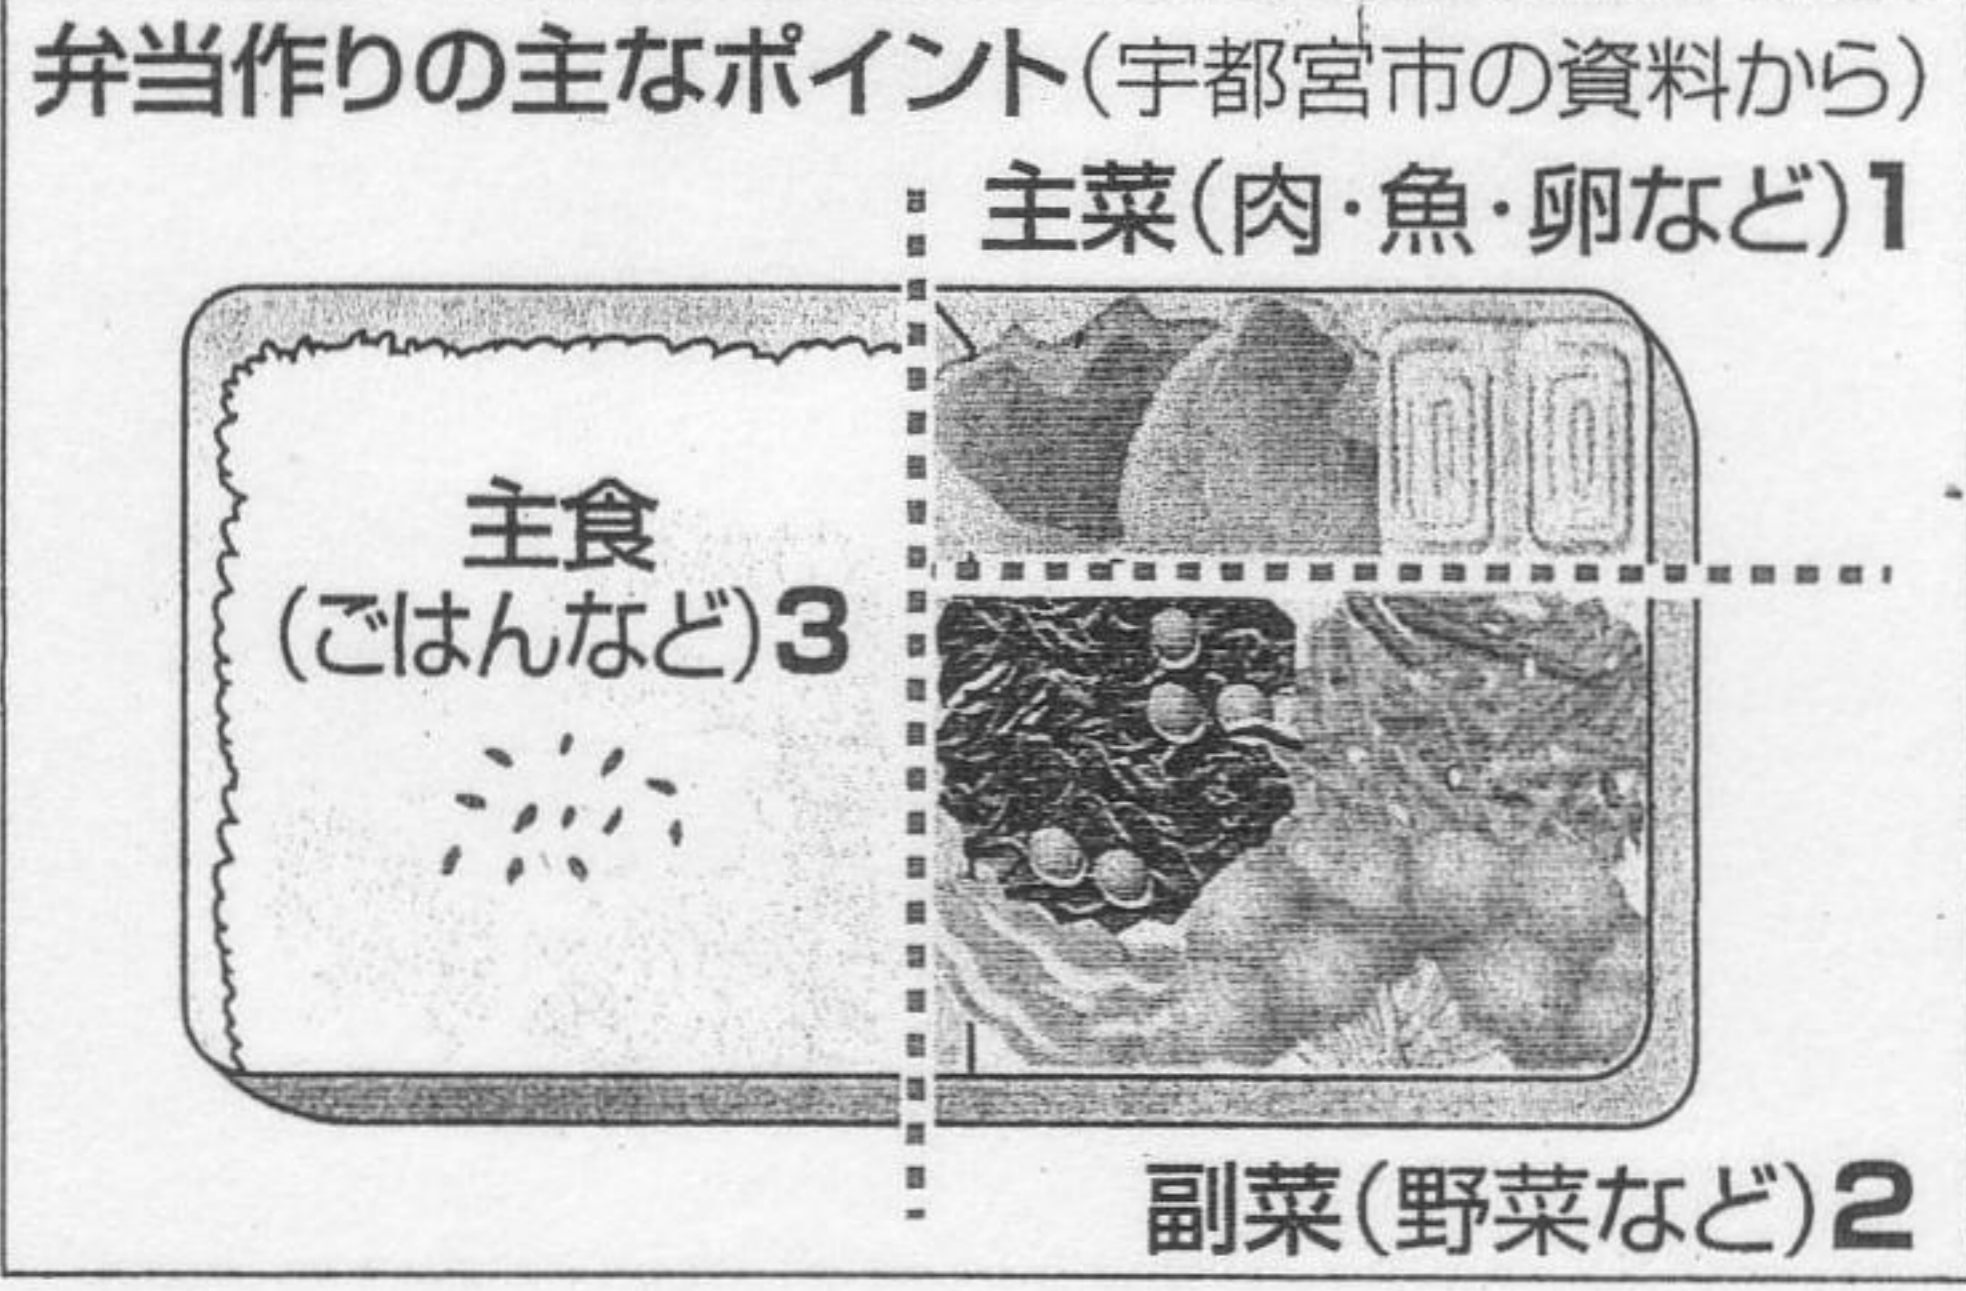 弁当作りの主なポイント(宇都宮市の資料から)
主菜(肉・魚・卵など)1
主食
(ごはんなど)3
副菜(野菜など)2